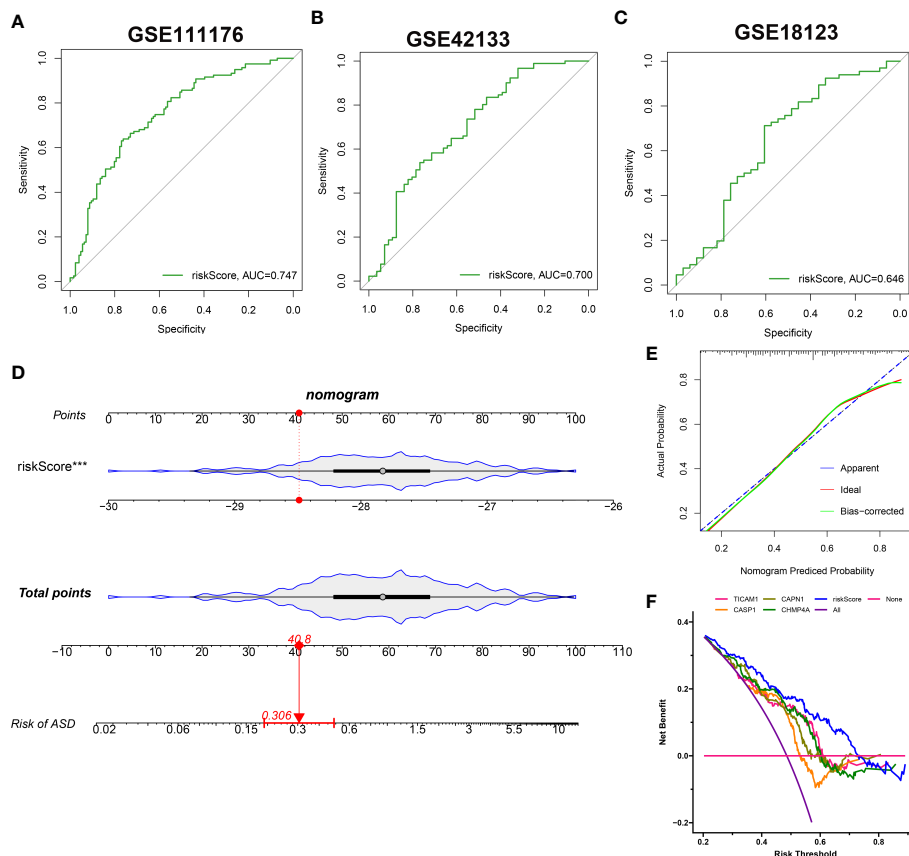 A
GSE111176
Sensitivity
0.0 0.2 0.4 0.6 0.8 1.0
riskScore, AUC=0.747
1.0 0.8 0.6 0.4 0.2 0.0
Specificity
B
GSE42133
Sensitivity
0.0 0.2 0.4 0.6 0.8 1.0
riskScore, AUC=0.700
1.0 0.8 0.6 0.4 0.2 0.0
Specificity
C
GSE18123
Sensitivity
0.0 0.2 0.4 0.6 0.8 1.0
riskScore, AUC=0.646
1.0 0.8 0.6 0.4 0.2 0.0
Specificity
D
nomogram
Points
0 10 20 30 40 50 60 70 80 90 100
riskScore***
−30 −29 −28 −27 −26
Total points
40.8
−10 0 10 20 30 40 50 60 70 80 90 100 110
0.306
Risk of ASD
0.02 0.06 0.15 0.3 0.6 1.5 3 5.5 10
E
Actual Probability
0.2 0.4 0.6 0.8
Apparent
Ideal
Bias−corrected
0.2 0.4 0.6 0.8
Nomogram Prediced Probability
F
TICAM1 CAPN1 riskScore None
CASP1 CHMP4A All
Net Benefit
0.4
0.2
0.0
−0.2
0.2 0.4 0.6 0.8
Risk Threshold